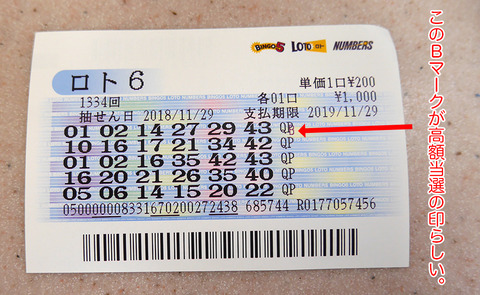 BINGO5 LOTO ロト NUMBERS
ロト6
単価1口¥200
1334回 各01口 ¥1,000
抽せん日 2018/11/29 支払期限 2019/11/29
01 02 14 27 29 43 QP
10 16 17 21 34 42 QP
01 02 16 35 42 43 QP
16 21 26 25 35 40 QP
05 06 14 15 20 22 QP
050000008331670200272438 685744 R0177057456
このBマークが高額当選の印らしい。